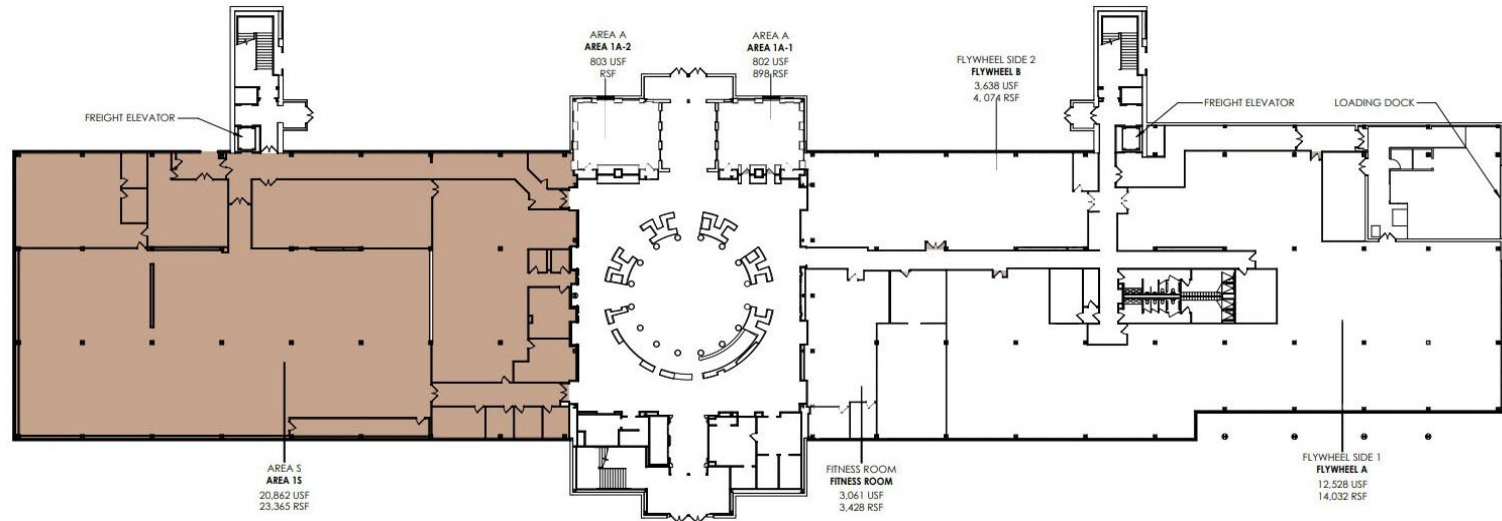 AREA A
AREA 1A-2
803 USF
RSF
AREA A
AREA 1A-1
802 USF
898 RSF
FLYWHEEL SIDE 2
FLYWHEEL B
3,638 USF
4, 074 RSF
FREIGHT ELEVATOR
FREIGHT ELEVATOR
LOADING DOCK
AREA S
AREA 1S
20,862 USF
23,365 RSF
FITNESS ROOM
FITNESS ROOM
3,061 USF
3,428 RSF
FLYWHEEL SIDE 1
FLYWHEEL A
12,528 USF
14,032 RSF